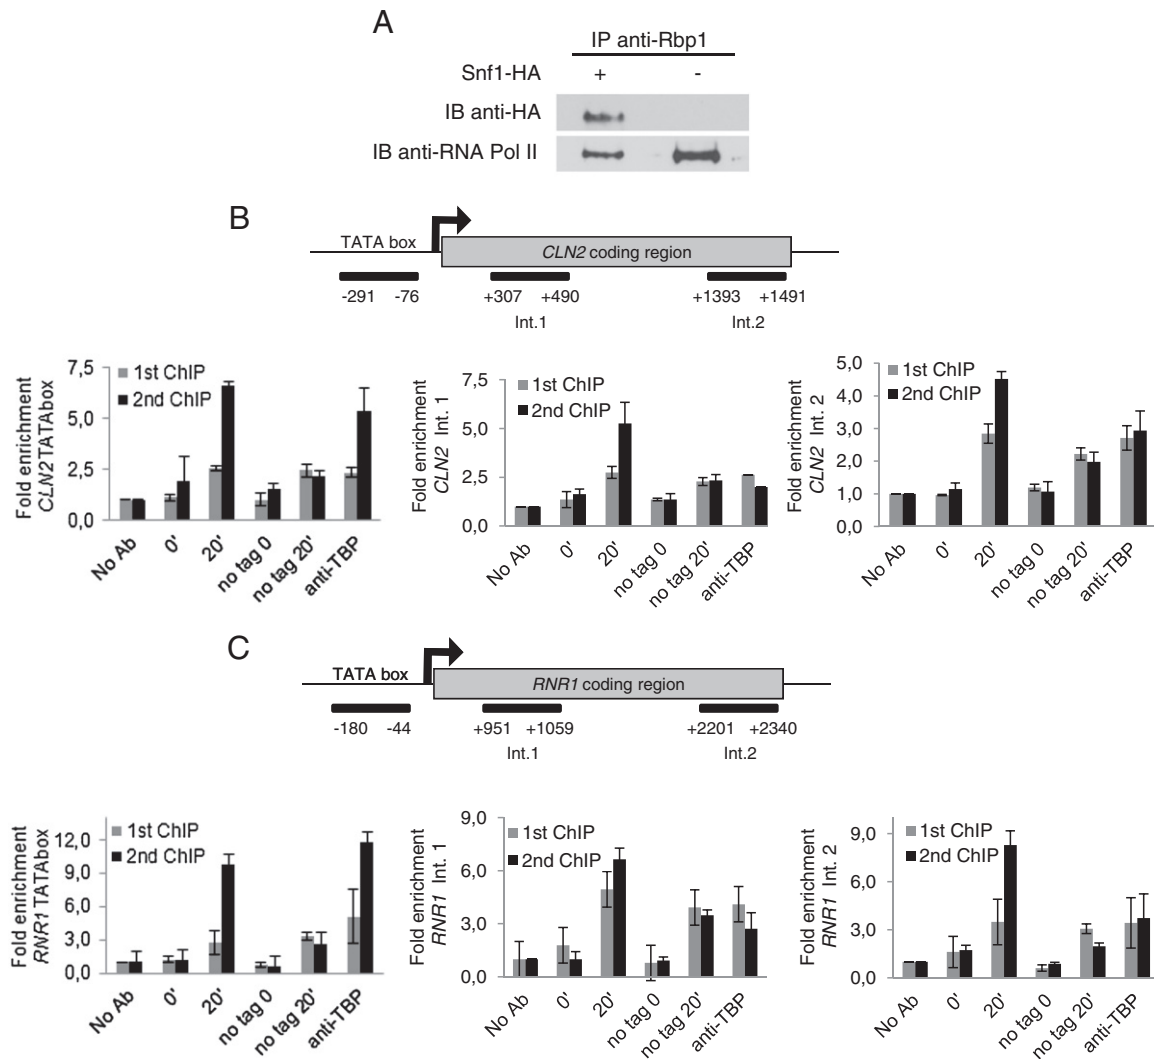 A
IP anti-Rbp1
Snf1-HA + -
IB anti-HA
IB anti-RNA Pol II
B
TATA box
CLN2 coding region
-291 -76 +307 +490 +1393 +1491
Int.1 Int.2
Fold enrichment
CLN2TATAbox
7,5
5,0
2,5
0,0
1st ChIP
2nd ChIP
No Ab 0' 20' no tag 0 no tag 20' anti-TBP
Fold enrichment
CLN2 Int. 1
7,5
5,0
2,5
0,0
1st ChIP
2nd ChIP
No Ab 0' 20' no tag 0 no tag 20' anti-TBP
Fold enrichment
CLN2 Int. 2
5,0
4,0
3,0
2,0
1,0
0,0
1st ChIP
2nd ChIP
No Ab 0' 20' no tag 0 no tag 20' anti-TBP
C
TATA box
RNR1 coding region
-180 -44 +951 +1059 +2201 +2340
Int.1 Int.2
Fold enrichment
RNR1 TATAbox
12,0
9,0
6,0
3,0
0,0
1st ChIP
2nd ChIP
No Ab 0' 20' no tag 0 no tag 20' anti-TBP
Fold enrichment
RNR1 Int. 1
9,0
6,0
3,0
0,0
1st ChIP
2nd ChIP
No Ab 0' 20' no tag 0 no tag 20' anti-TBP
Fold enrichment
RNR1 Int. 2
9,0
6,0
3,0
0,0
1st ChIP
2nd ChIP
No Ab 0' 20' no tag 0 no tag 20' anti-TBP